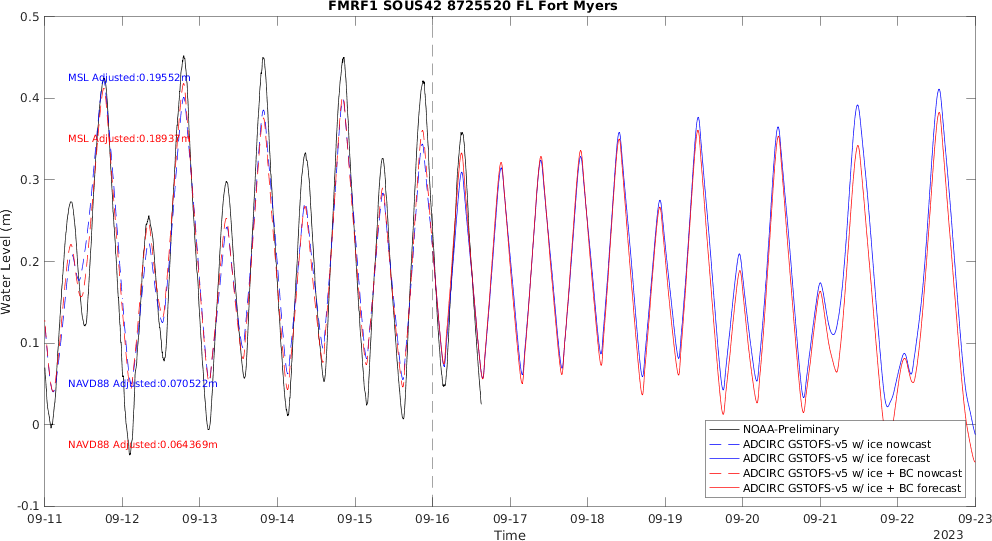 FMRF1 SOUS42 8725520 FL Fort Myers
0.5
0.4
0.3
0.2
0.1
0
-0.1
Water Level (m)
MSL Adjusted:0.19552m
MSL Adjusted:0.18937m
NAVD88 Adjusted:0.070522m
NAVD88 Adjusted:0.064369m
NOAA-Preliminary
ADCIRC GSTOFS-v5 w/ ice nowcast
ADCIRC GSTOFS-v5 w/ ice forecast
ADCIRC GSTOFS-v5 w/ ice + BC nowcast
ADCIRC GSTOFS-v5 w/ ice + BC forecast
09-11 09-12 09-13 09-14 09-15 09-16 09-17 09-18 09-19 09-20 09-21 09-22 09-23
Time
2023